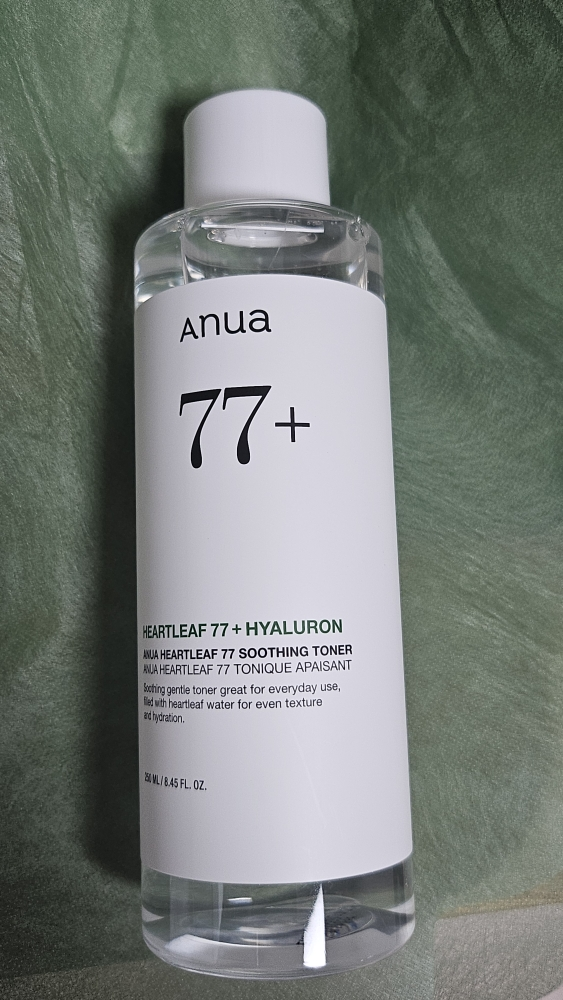 Anua
77+
HEARTLEAF 77 + HYALURON
ANUA HEARTLEAF 77 SOOTHING TONER
ANUA HEARTLEAF 77 TONIQUE APAISANT
Soothing gentle toner great for everyday use,
filled with heartleaf water for even texture
and hydration.
250 ML / 8.45 FL. OZ.